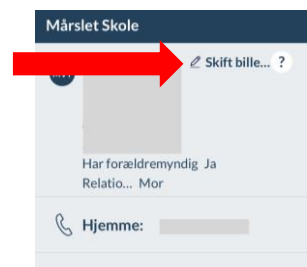 Mårslet Skole
Skift bille... ?
Har forældremyndig Ja
Relatio... Mor
Hjemme: